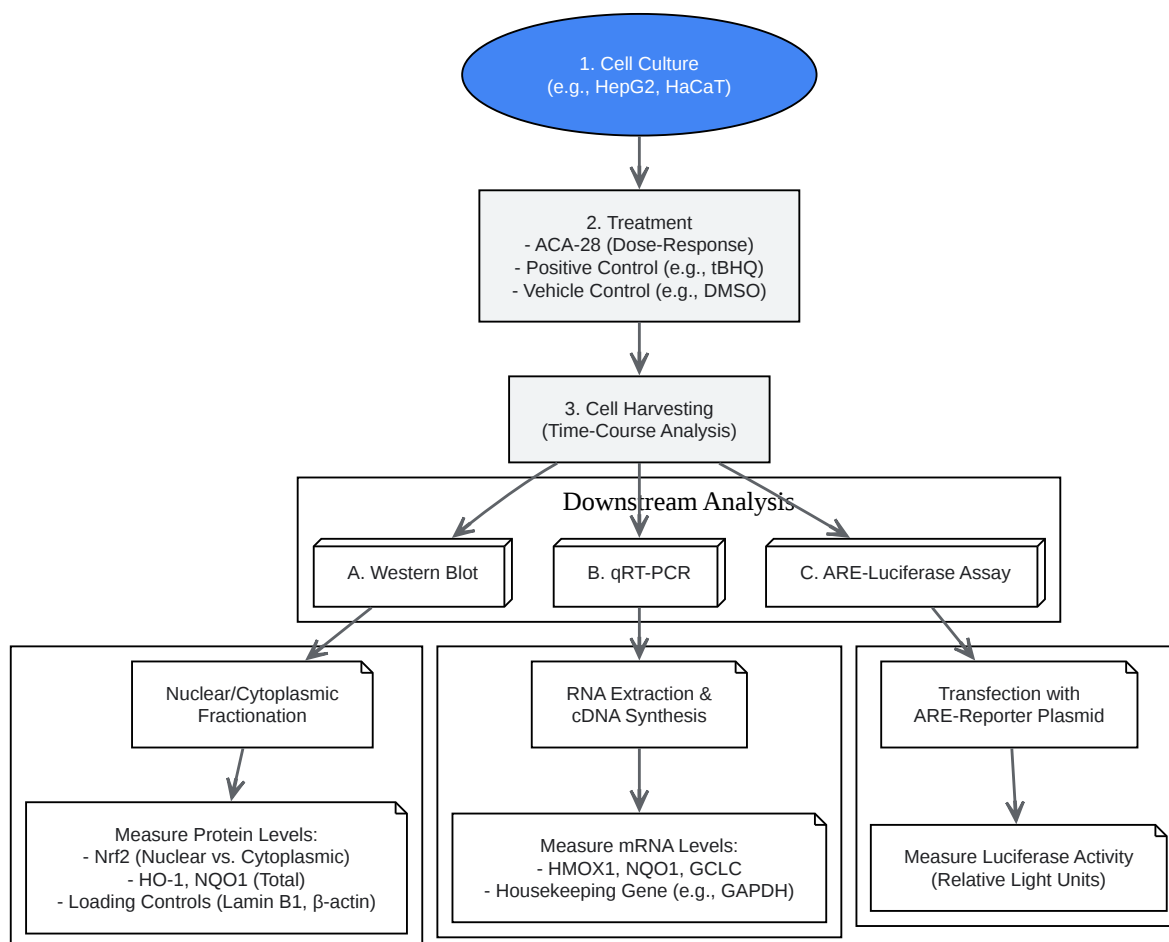 1. Cell Culture
(e.g., HepG2, HaCaT)
2. Treatment
- ACA-28 (Dose-Response)
- Positive Control (e.g., tBHQ)
- Vehicle Control (e.g., DMSO)
3. Cell Harvesting
(Time-Course Analysis)
Downstream Analysis
A. Western Blot
B. qRT-PCR
C. ARE-Luciferase Assay
Nuclear/Cytoplasmic
Fractionation
RNA Extraction &
cDNA Synthesis
Transfection with
ARE-Reporter Plasmid
Measure Protein Levels:
- Nrf2 (Nuclear vs. Cytoplasmic)
- HO-1, NQO1 (Total)
- Loading Controls (Lamin B1, β-actin)
Measure mRNA Levels:
- HMOX1, NQO1, GCLC
- Housekeeping Gene (e.g., GAPDH)
Measure Luciferase Activity
(Relative Light Units)